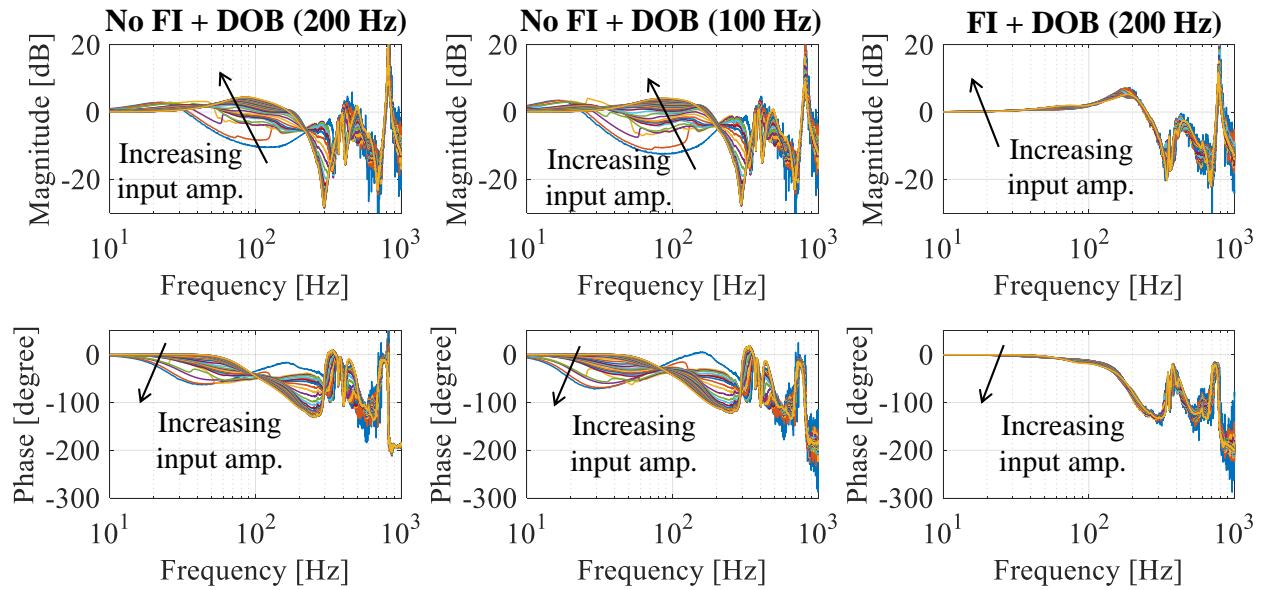 No FI + DOB (200 Hz)
No FI + DOB (100 Hz)
FI + DOB (200 Hz)
Magnitude [dB]
20
0
-20
Increasing
input amp.
10^1
10^2
10^3
Frequency [Hz]
Magnitude [dB]
20
0
-20
Increasing
input amp.
10^1
10^2
10^3
Frequency [Hz]
Magnitude [dB]
20
0
-20
Increasing
input amp.
10^1
10^2
10^3
Frequency [Hz]
Phase [degree]
0
-100
-200
-300
Increasing
input amp.
10^1
10^2
10^3
Frequency [Hz]
Phase [degree]
0
-100
-200
-300
Increasing
input amp.
10^1
10^2
10^3
Frequency [Hz]
Phase [degree]
0
-100
-200
-300
Increasing
input amp.
10^1
10^2
10^3
Frequency [Hz]